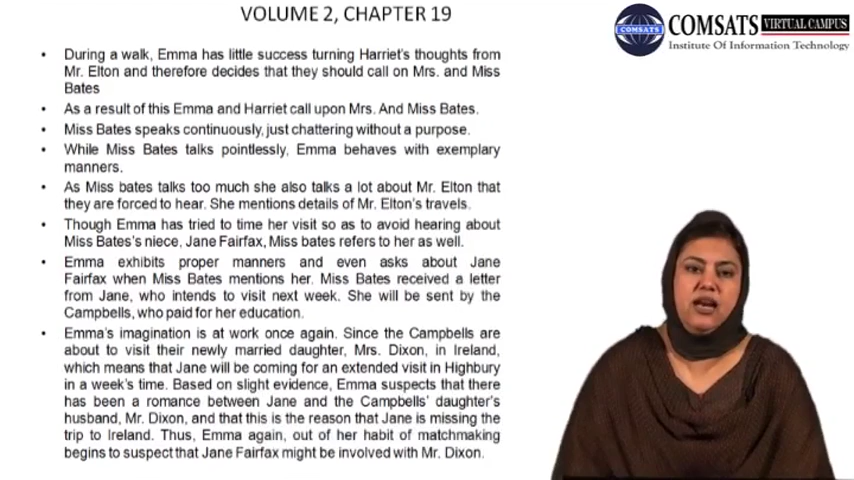 VOLUME 2, CHAPTER 19
COMSATS VIRTUAL CAMPUS
Institute Of Information Technology
COMSATS
• During a walk, Emma has little success turning Harriet's thoughts from
Mr. Elton and therefore decides that they should call on Mrs. and Miss
Bates
• As a result of this Emma and Harriet call upon Mrs. And Miss Bates.
• Miss Bates speaks continuously, just chattering without a purpose.
• While Miss Bates talks pointlessly, Emma behaves with exemplary
manners.
• As Miss bates talks too much she also talks a lot about Mr. Elton that
they are forced to hear. She mentions details of Mr. Elton's travels.
• Though Emma has tried to time her visit so as to avoid hearing about
Miss Bates's niece, Jane Fairfax, Miss bates refers to her as well.
• Emma exhibits proper manners and even asks about Jane
Fairfax when Miss Bates mentions her. Miss Bates received a letter
from Jane, who intends to visit next week. She will be sent by the
Campbells, who paid for her education.
• Emma's imagination is at work once again. Since the Campbells are
about to visit their newly married daughter, Mrs. Dixon, in Ireland,
which means that Jane will be coming for an extended visit in Highbury
in a week's time. Based on slight evidence, Emma suspects that there
has been a romance between Jane and the Campbells' daughter's
husband, Mr. Dixon, and that this is the reason that Jane is missing the
trip to Ireland. Thus, Emma again, out of her habit of matchmaking
begins to suspect that Jane Fairfax might be involved with Mr. Dixon.